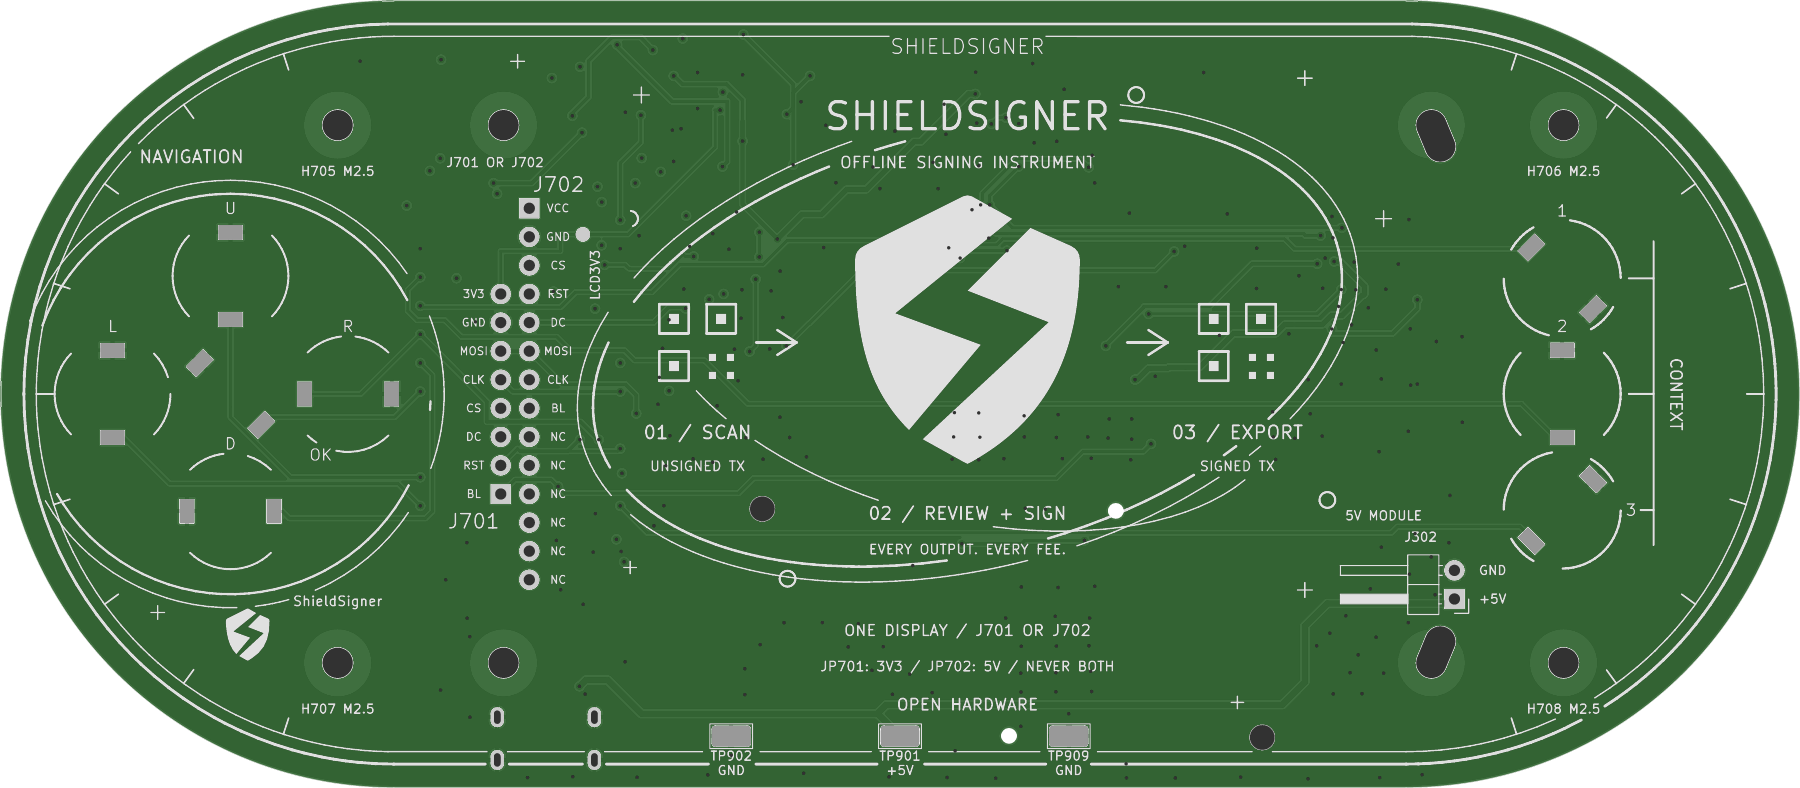 SHIELDSIGNER
SHIELDSIGNER
OFFLINE SIGNING INSTRUMENT
NAVIGATION
H705 M2.5
J701 OR J702
H706 M2.5
J702
VCC
GND
CS
3V3 RST
GND DC
MOSI MOSI
CLK CLK
CS BL
DC NC
RST NC
BL NC
J701
NC
NC
NC
LCD3V3
U
L
R
D
OK
1
2
3
CONTEXT
01 / SCAN
UNSIGNED TX
03 / EXPORT
SIGNED TX
02 / REVIEW + SIGN
EVERY OUTPUT. EVERY FEE.
5V MODULE
J302
GND
+5V
ShieldSigner
ONE DISPLAY / J701 OR J702
JP701: 3V3 / JP702: 5V / NEVER BOTH
OPEN HARDWARE
H707 M2.5
H708 M2.5
TP902
GND
TP901
+5V
TP909
GND